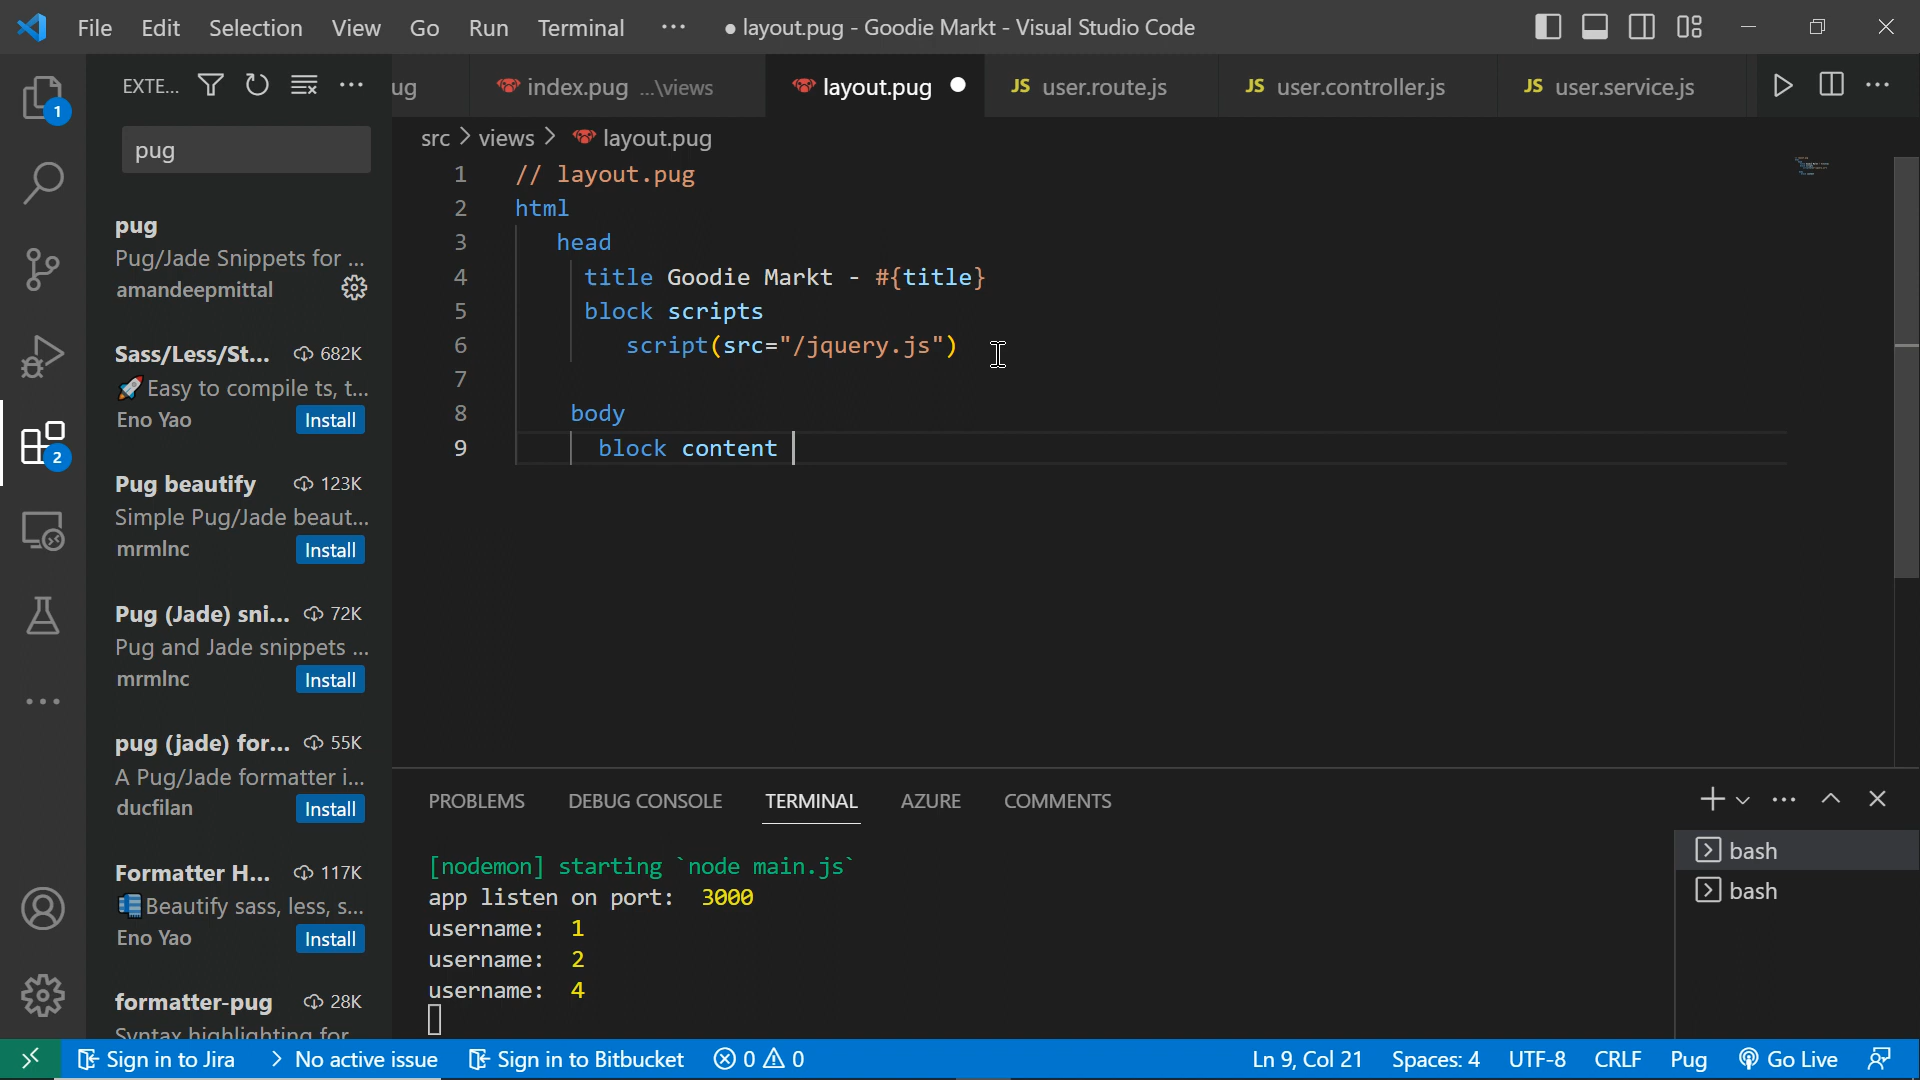 File Edit Selection View Go Run Terminal ··· ● layout.pug - Goodie Markt - Visual Studio Code
EXTE... ···
ug index.pug ...\views layout.pug ● JS user.route.js JS user.controller.js JS user.service.js ···
src > views > layout.pug
1
pug
pug
Pug/Jade Snippets for ...
amandeepmittal
Sass/Less/St... 682K
Easy to compile ts, t...
Eno Yao Install
2
Pug beautify 123K
Simple Pug/Jade beaut...
mrmlnc Install
Pug (Jade) sni... 72K
Pug and Jade snippets ...
mrmlnc Install
pug (jade) for... 55K
A Pug/Jade formatter i...
ducfilan Install
Formatter H... 117K
Beautify sass, less, s...
Eno Yao Install
formatter-pug 28K
Syntax highlighting for
1 // layout.pug
2 html
3 head
4 title Goodie Markt - #{title}
5 block scripts
6 script(src="/jquery.js")
7
8 body
9 block content
PROBLEMS DEBUG CONSOLE TERMINAL AZURE COMMENTS
[nodemon] starting `node main.js`
app listen on port: 3000
username: 1
username: 2
username: 4
bash
bash
Sign in to Jira > No active issue Sign in to Bitbucket 0 0 Ln 9, Col 21 Spaces: 4 UTF-8 CRLF Pug Go Live